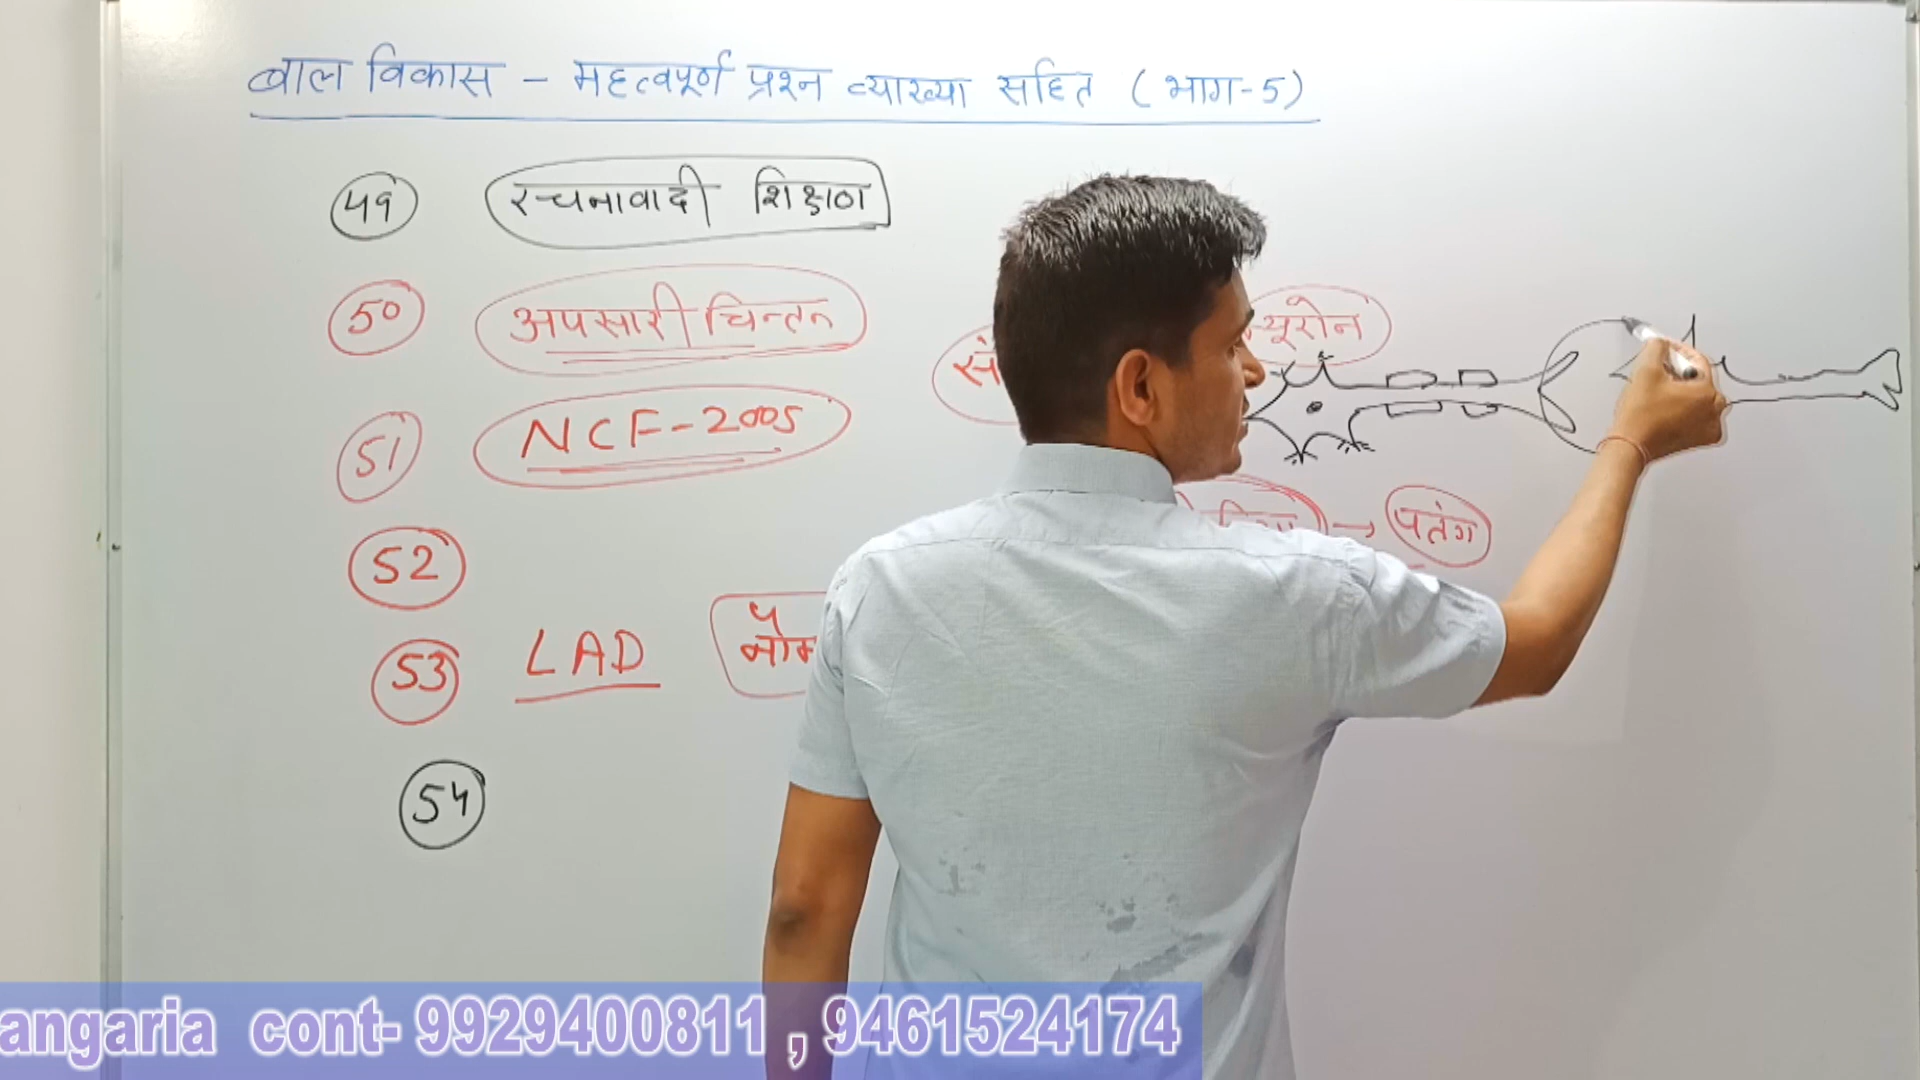 बाल विकास - महत्वपूर्ण प्रश्न व्याख्या सहित (भाग-5)
49 रचनावादी शिक्षण
50 अपसारी चिन्तन
न्यूरोन
51 NCF-2005
52
→ पतंग
53 LAD
54
angaria cont- 9929400811 , 9461524174